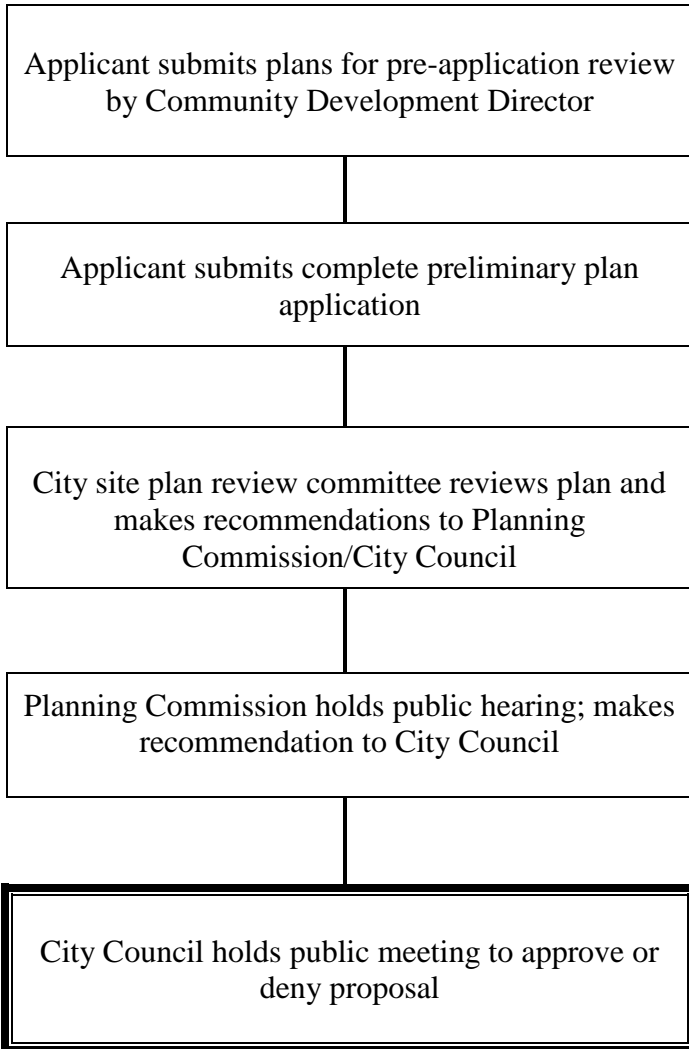 Applicant submits plans for pre-application review
by Community Development Director
Applicant submits complete preliminary plan
application
City site plan review committee reviews plan and
makes recommendations to Planning
Commission/City Council
Planning Commission holds public hearing; makes
recommendation to City Council
City Council holds public meeting to approve or
deny proposal